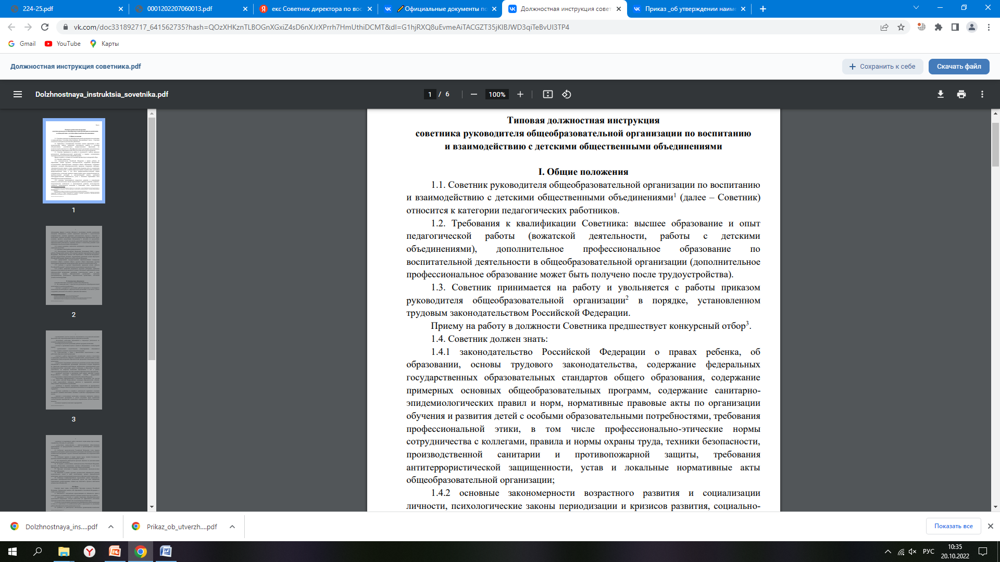 224-25.pdf
0001202207060013.pdf
екс Советник директора по вос
Официальные документы по
Должностная инструкция совет
Приказ _об утверждении наим
vk.com/doc331892717_641562735?hash=QOzXHKznTLBOGnXGxiZ4sD6nXJrXPrrh7HmUthiDCMT&dl=G1hjRXQ8uEvmeAiTACGZT35jKlBJWD3qiTeBvUI3TP4
Gmail
YouTube
Карты
Должностная инструкция советника.pdf
Сохранить к себе
Скачать файл
Dolzhnostnaya_instruktsia_sovetnika.pdf
1 / 6
100%
1
2
3
Типовая должностная инструкция
советника руководителя общеобразовательной организации по воспитанию
и взаимодействию с детскими общественными объединениями
I. Общие положения
1.1. Советник руководителя общеобразовательной организации по воспитанию
и взаимодействию с детскими общественными объединениями1 (далее – Советник)
относится к категории педагогических работников.
1.2. Требования к квалификации Советника: высшее образование и опыт
педагогической работы (вожатской деятельности, работы с детскими
объединениями), дополнительное профессиональное образование по
воспитательной деятельности в общеобразовательной организации (дополнительное
профессиональное образование может быть получено после трудоустройства).
1.3. Советник принимается на работу и увольняется с работы приказом
руководителя общеобразовательной организации2 в порядке, установленном
трудовым законодательством Российской Федерации.
Приему на работу в должности Советника предшествует конкурсный отбор3.
1.4. Советник должен знать:
1.4.1 законодательство Российской Федерации о правах ребенка, об
образовании, основы трудового законодательства, содержание федеральных
государственных образовательных стандартов общего образования, содержание
примерных основных общеобразовательных программ, содержание санитарно-
эпидемиологических правил и норм, нормативные правовые акты по организации
обучения и развития детей с особыми образовательными потребностями, требования
профессиональной этики, в том числе профессионально-этические нормы
сотрудничества с коллегами, правила и нормы охраны труда, техники безопасности,
производственной санитарии и противопожарной защиты, требования
антитеррористической защищенности, устав и локальные нормативные акты
общеобразовательной организации;
1.4.2 основные закономерности возрастного развития и социализации
личности, психологические законы периодизации и кризисов развития, социально-
Dolzhnostnaya_ins....pdf
Prikaz_ob_utverzh....pdf
Показать все
РУС
10:35
20.10.2022